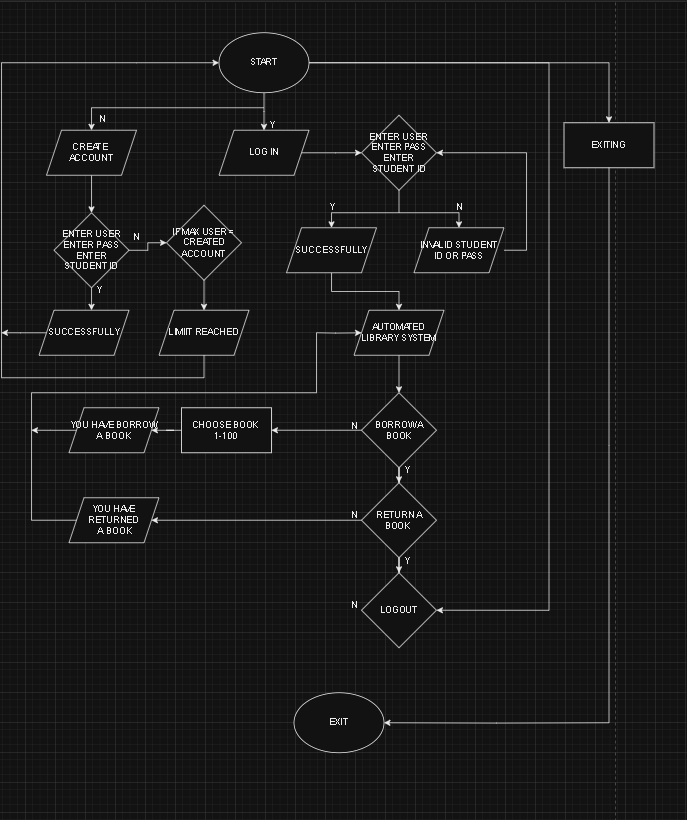 START
N
Y
CREATE
ACCOUNT
LOG IN
ENTER USER
ENTER PASS
ENTER
STUDENT ID
EXITING
ENTER USER
ENTER PASS
ENTER
STUDENT ID
N
IF MAX USER =
CREATED
ACCOUNT
Y
N
SUCCESSFULLY
INVALID STUDENT
ID OR PASS
Y
SUCCESSFULLY
LIMIIT REACHED
AUTOMATED
LIBRARY SYSTEM
YOU HAVE BORROW
A BOOK
CHOOSE BOOK
1-100
N
BORROW A
BOOK
Y
YOU HAVE
RETURNED
A BOOK
N
RETURN A
BOOK
Y
N
LOGOUT
EXIT